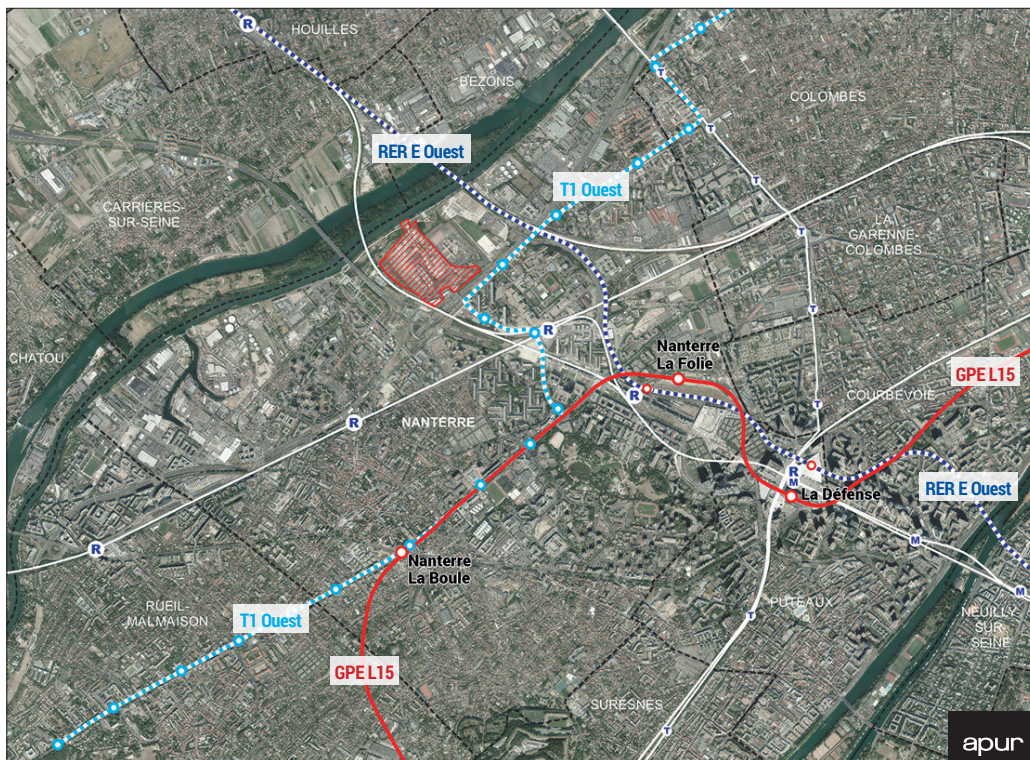 R
HOUILLES
BEZONS
T
COLOMBES
T
RER E Ouest
T1 Ouest
T
CARRIÈRES
SUR-SEINE
LA
GARENNE-
COLOMBES
T
T
CHATOU
R
Nanterre
La Folie
GPE L15
R
COURBEVOIE
T
R
NANTERRE
R
M
La Défense
RER E Ouest
R
M
Nanterre
La Boule
M
RUEIL-
MALMAISON
T1 Ouest
PUTEAUX
T
NEUILLY-
SUR-
SEINE
GPE L15
SURESNES
T
apur